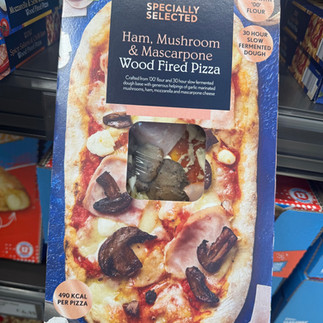 SPECIALLY
SELECTED
Ham, Mushroom
& Mascarpone
Wood Fired Pizza
Crafted from '00' flour and 30 hour slow fermented
dough base with generous helpings of garlic marinated
mushrooms, ham, mozzarella and mascarpone cheese
'00'
FLOUR
30 HOUR
SLOW
FERMENTED
DOUGH
490 KCAL
PER PIZZA